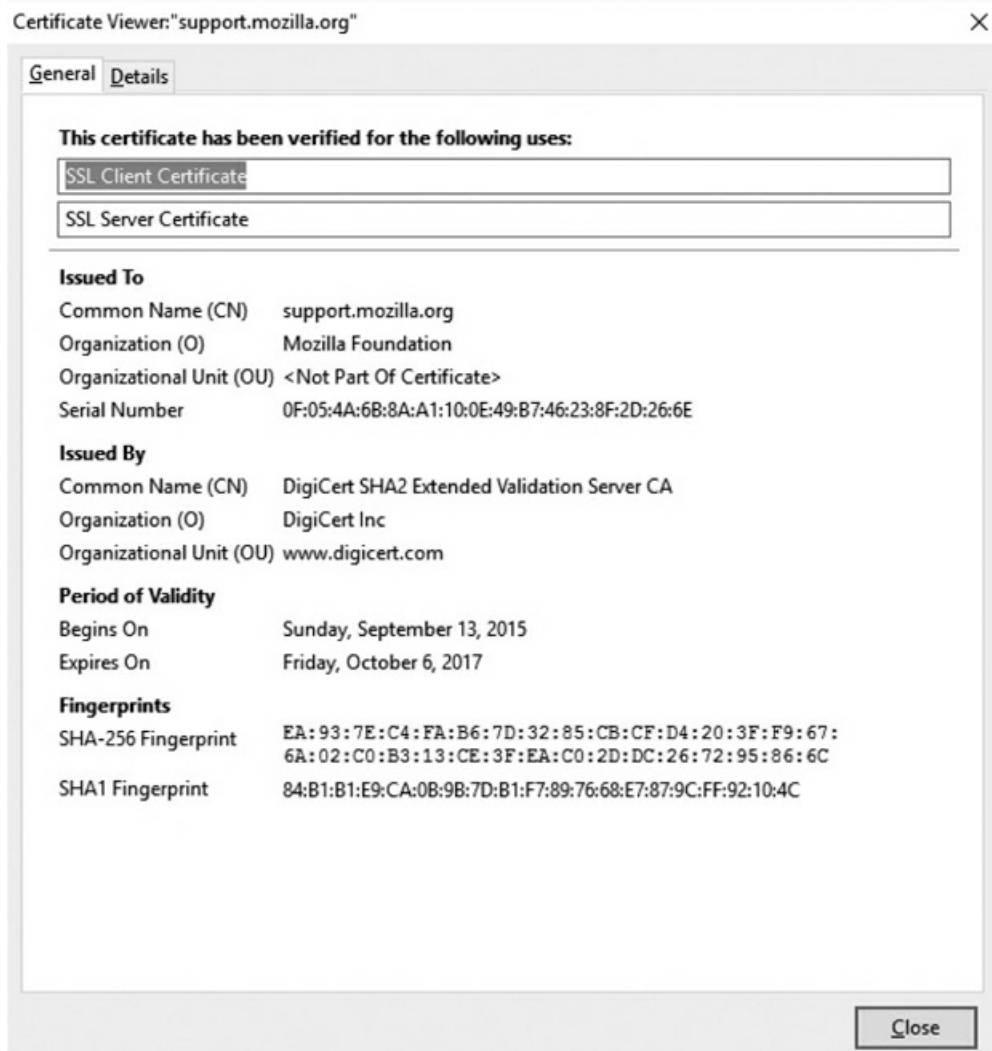 Certificate Viewer:"support.mozilla.org"
General Details
This certificate has been verified for the following uses:
SSL Client Certificate
SSL Server Certificate
Issued To
Common Name (CN) support.mozilla.org
Organization (O) Mozilla Foundation
Organizational Unit (OU) <Not Part Of Certificate>
Serial Number 0F:05:4A:6B:8A:A1:10:0E:49:B7:46:23:8F:2D:26:6E
Issued By
Common Name (CN) DigiCert SHA2 Extended Validation Server CA
Organization (O) DigiCert Inc
Organizational Unit (OU) www.digicert.com
Period of Validity
Begins On Sunday, September 13, 2015
Expires On Friday, October 6, 2017
Fingerprints
SHA-256 Fingerprint EA:93:7E:C4:FA:B6:7D:32:85:CB:CF:D4:20:3F:F9:67:
6A:02:C0:B3:13:CE:3F:EA:C0:2D:DC:26:72:95:86:6C
SHA1 Fingerprint 84:B1:B1:E9:CA:0B:9B:7D:B1:F7:89:76:68:E7:87:9C:FF:92:10:4C
Close